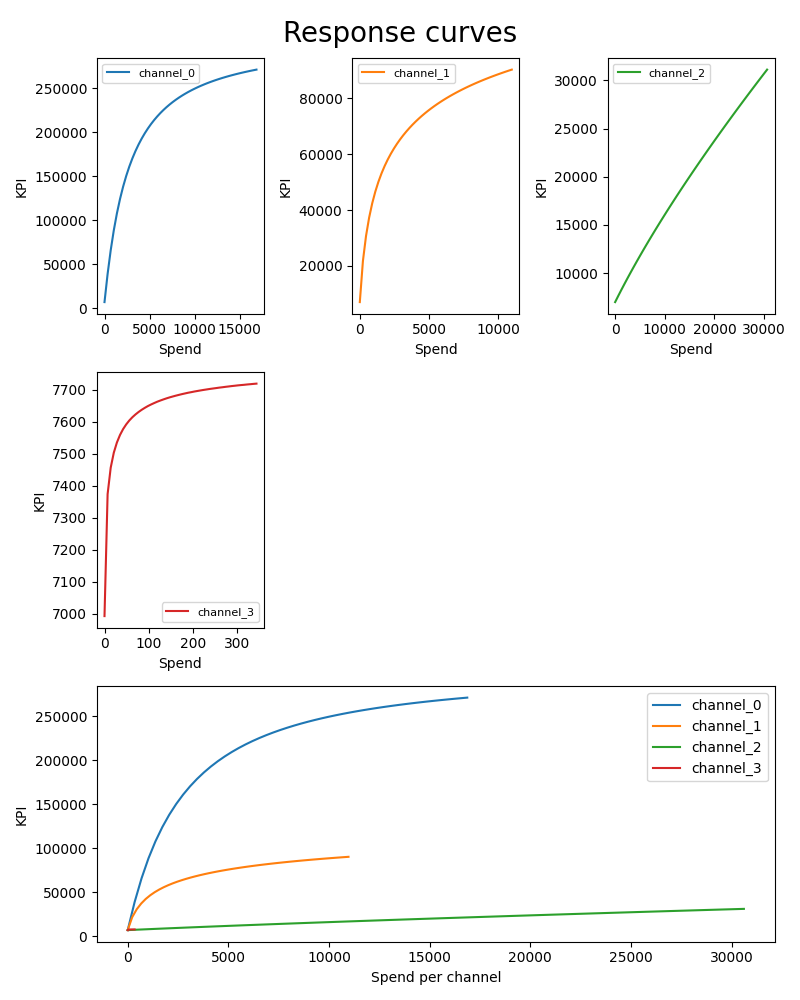 Response curves
channel_0
250000
200000
150000
100000
50000
0
KPI
0 5000 10000 15000
Spend
channel_1
80000
60000
40000
20000
KPI
0 5000 10000
Spend
channel_2
30000
25000
20000
15000
10000
KPI
0 10000 20000 30000
Spend
7700
7600
7500
7400
7300
7200
7100
7000
KPI
channel_3
0 100 200 300
Spend
channel_0
channel_1
channel_2
channel_3
250000
200000
150000
100000
50000
0
KPI
0 5000 10000 15000 20000 25000 30000
Spend per channel